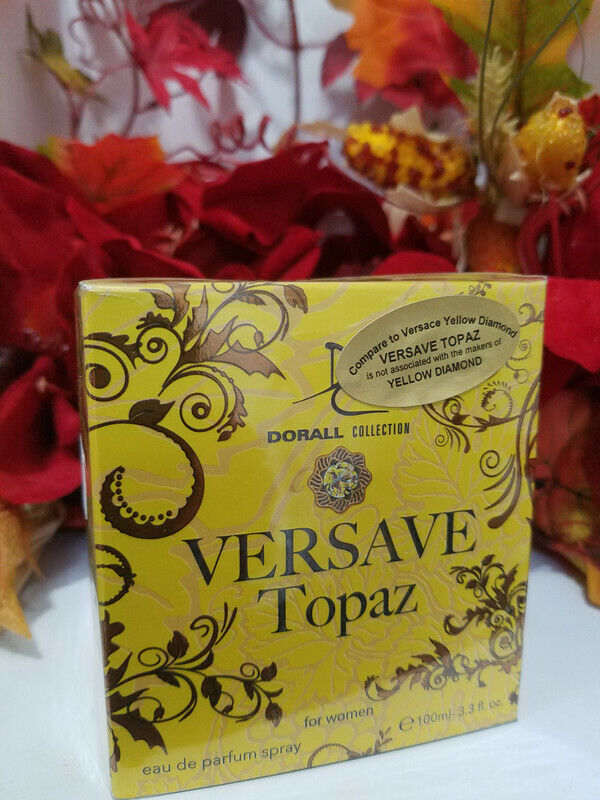 Compare to Versace Yellow Diamond
VERSAVE TOPAZ
is not associated with the makers of
YELLOW DIAMOND
DORALL COLLECTION
VERSAVE
Topaz
for women
eau de parfum spray
℮100ml- 3.3 fl. oz.